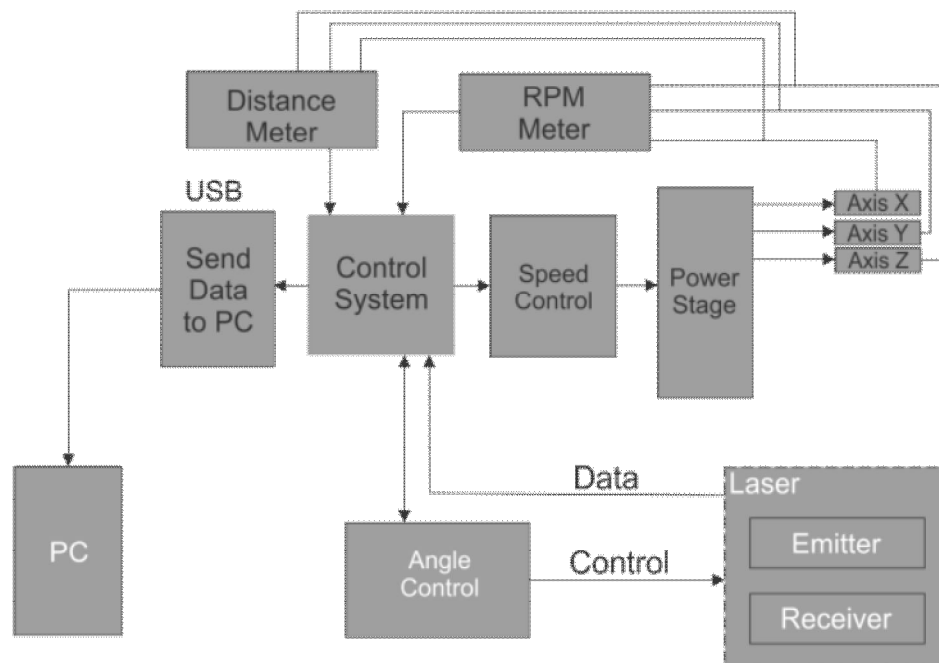 Distance
Meter
RPM
Meter
USB
Send
Data
to PC
Control
System
Speed
Control
Power
Stage
Axis X
Axis Y
Axis Z
PC
Data
Angle
Control
Control
Laser
Emitter
Receiver